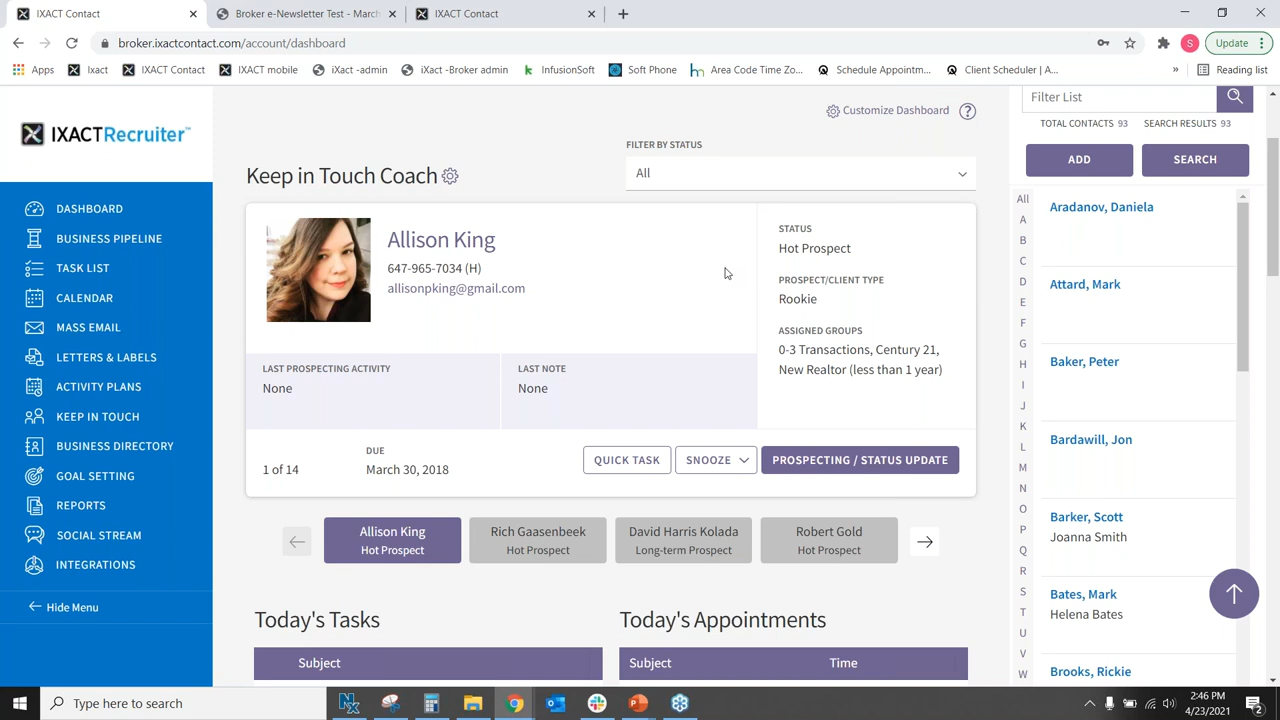 IXACT Contact
Broker e-Newsletter Test - March
IXACT Contact
broker.ixactcontact.com/account/dashboard
Update
Apps
Ixact
IXACT Contact
IXACT mobile
iXact -admin
iXact -Broker admin
InfusionSoft
Soft Phone
Area Code Time Zo...
Schedule Appointm...
Client Scheduler | A...
»
Reading list
IXACTRecruiter™
DASHBOARD
BUSINESS PIPELINE
TASK LIST
CALENDAR
MASS EMAIL
LETTERS & LABELS
ACTIVITY PLANS
KEEP IN TOUCH
BUSINESS DIRECTORY
GOAL SETTING
REPORTS
SOCIAL STREAM
INTEGRATIONS
Hide Menu
Customize Dashboard ?
FILTER BY STATUS
Keep in Touch Coach
All
Allison King
647-965-7034 (H)
allisonpking@gmail.com
STATUS
Hot Prospect
PROSPECT/CLIENT TYPE
Rookie
ASSIGNED GROUPS
0-3 Transactions, Century 21,
New Realtor (less than 1 year)
LAST PROSPECTING ACTIVITY
None
LAST NOTE
None
1 of 14
DUE
March 30, 2018
QUICK TASK
SNOOZE
PROSPECTING / STATUS UPDATE
Allison King
Hot Prospect
Rich Gaasenbeek
Hot Prospect
David Harris Kolada
Long-term Prospect
Robert Gold
Hot Prospect
Today's Tasks
Subject
Today's Appointments
Subject Time
Filter List
TOTAL CONTACTS 93 SEARCH RESULTS 93
ADD
SEARCH
All
A
B
C
D
E
F
G
H
I
J
K
L
M
N
O
P
Q
R
S
T
U
V
W
Aradanov, Daniela
Attard, Mark
Baker, Peter
Bardawill, Jon
Barker, Scott
Joanna Smith
Bates, Mark
Helena Bates
Brooks, Rickie
Type here to search
2:46 PM
4/23/2021
2
S